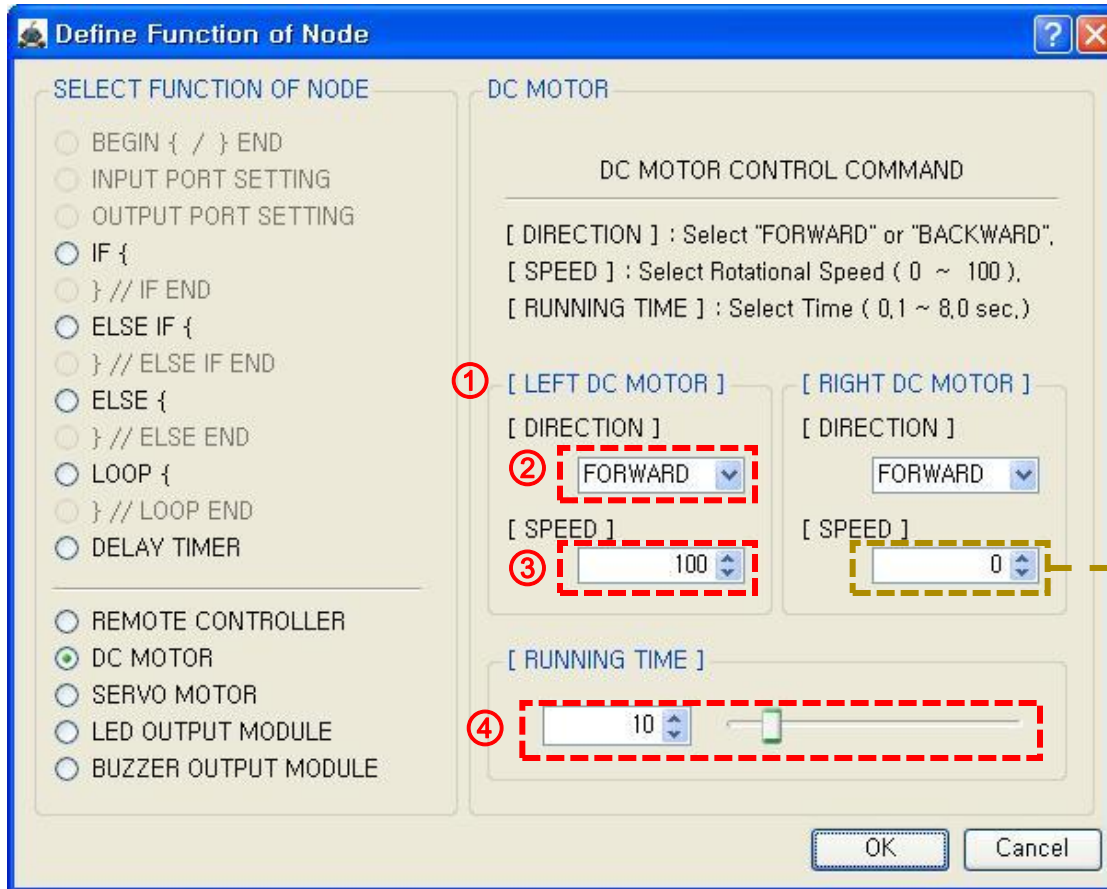 Define Function of Node
SELECT FUNCTION OF NODE
BEGIN { / } END
INPUT PORT SETTING
OUTPUT PORT SETTING
IF {
} // IF END
ELSE IF {
} // ELSE IF END
ELSE {
} // ELSE END
LOOP {
} // LOOP END
DELAY TIMER
REMOTE CONTROLLER
DC MOTOR
SERVO MOTOR
LED OUTPUT MODULE
BUZZER OUTPUT MODULE
DC MOTOR
DC MOTOR CONTROL COMMAND
[ DIRECTION ] : Select "FORWARD" or "BACKWARD",
[ SPEED ] : Select Rotational Speed ( 0 ~ 100 ),
[ RUNNING TIME ] : Select Time ( 0,1 ~ 8,0 sec,)
① [ LEFT DC MOTOR ]
[ DIRECTION ]
② FORWARD
[ SPEED ]
③ 100
[ RIGHT DC MOTOR ]
[ DIRECTION ]
FORWARD
[ SPEED ]
0
[ RUNNING TIME ]
④ 10
OK
Cancel